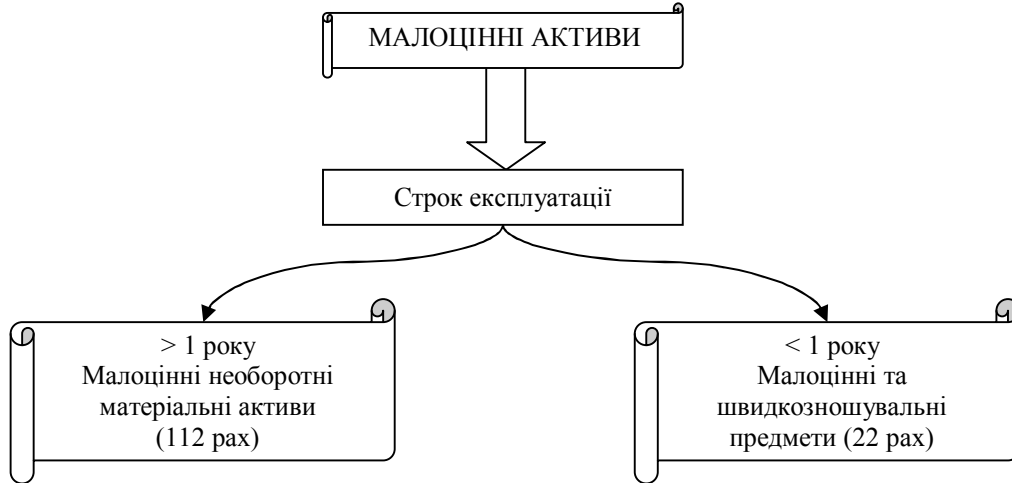 МАЛОЦІННІ АКТИВИ
Строк експлуатації
> 1 року
Малоцінні необоротні
матеріальні активи
(112 рах)
< 1 року
Малоцінні та
швидкозношувальні
предмети (22 рах)